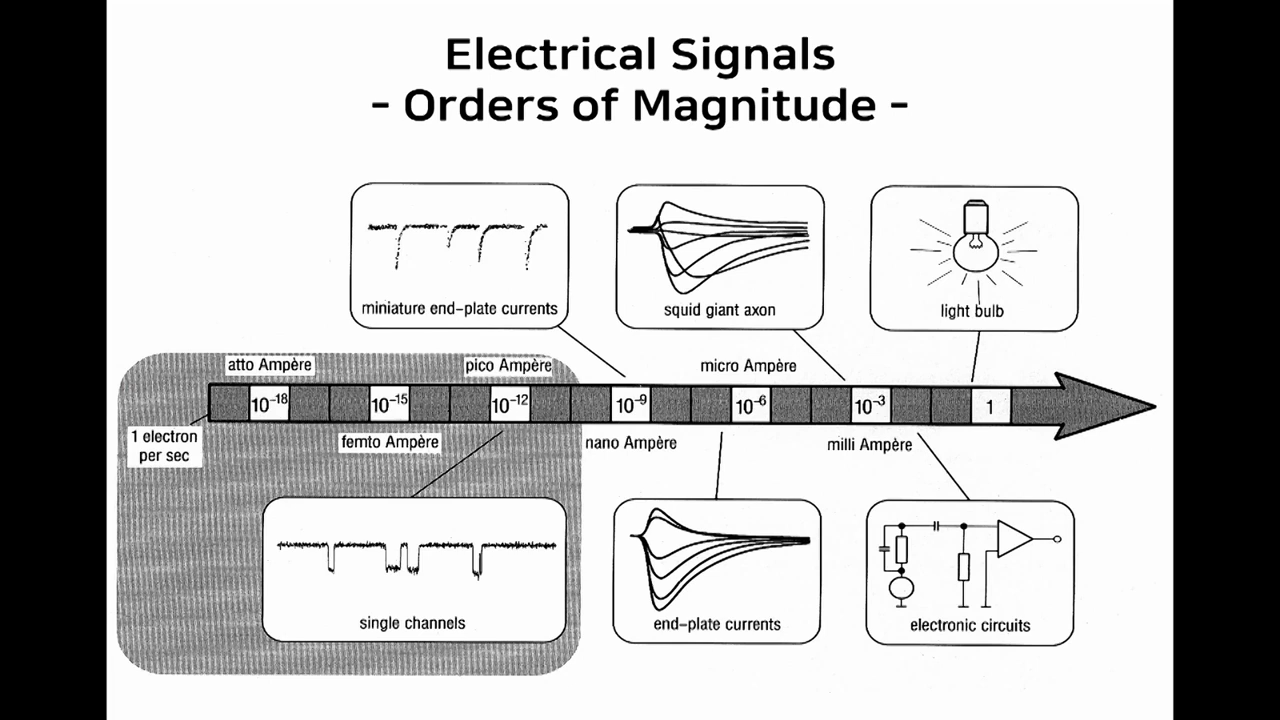 Electrical Signals
- Orders of Magnitude -
miniature end-plate currents
squid giant axon
light bulb
atto Ampère
pico Ampère
micro Ampère
10⁻¹⁸
10⁻¹⁵
10⁻¹²
10⁻⁹
10⁻⁶
10⁻³
1
1 electron
per sec
femto Ampère
nano Ampère
milli Ampère
single channels
end-plate currents
electronic circuits